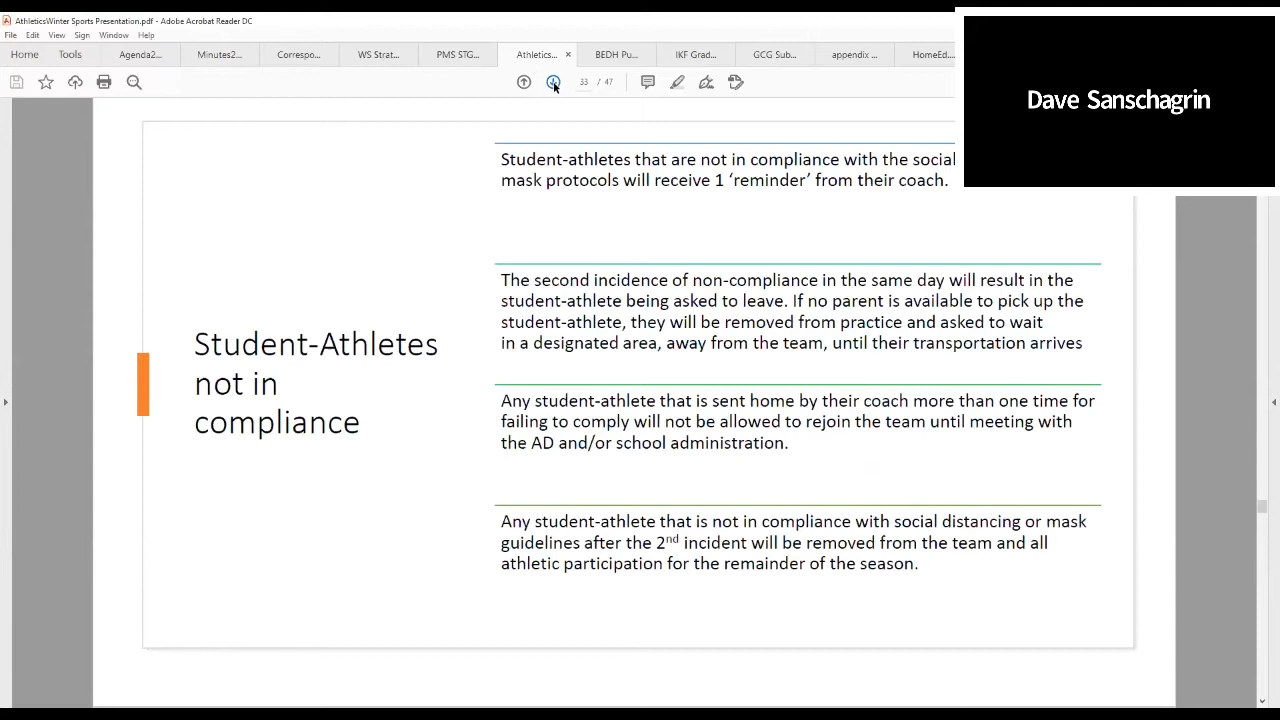 AthleticsWinter Sports Presentation.pdf - Adobe Acrobat Reader DC
File Edit View Sign Window Help
Home Tools Agenda2... Minutes2... Correspo... WS Strat... PMS STG... Athletics... × BEDH Pu... IKF Grad... GCG Sub... appendix ... HomeEd...
33 / 47
Dave Sanschagrin
Student-Athletes
not in
compliance
Student-athletes that are not in compliance with the social
mask protocols will receive 1 ‘reminder’ from their coach.
The second incidence of non-compliance in the same day will result in the
student-athlete being asked to leave. If no parent is available to pick up the
student-athlete, they will be removed from practice and asked to wait
in a designated area, away from the team, until their transportation arrives
Any student-athlete that is sent home by their coach more than one time for
failing to comply will not be allowed to rejoin the team until meeting with
the AD and/or school administration.
Any student-athlete that is not in compliance with social distancing or mask
guidelines after the 2nd incident will be removed from the team and all
athletic participation for the remainder of the season.